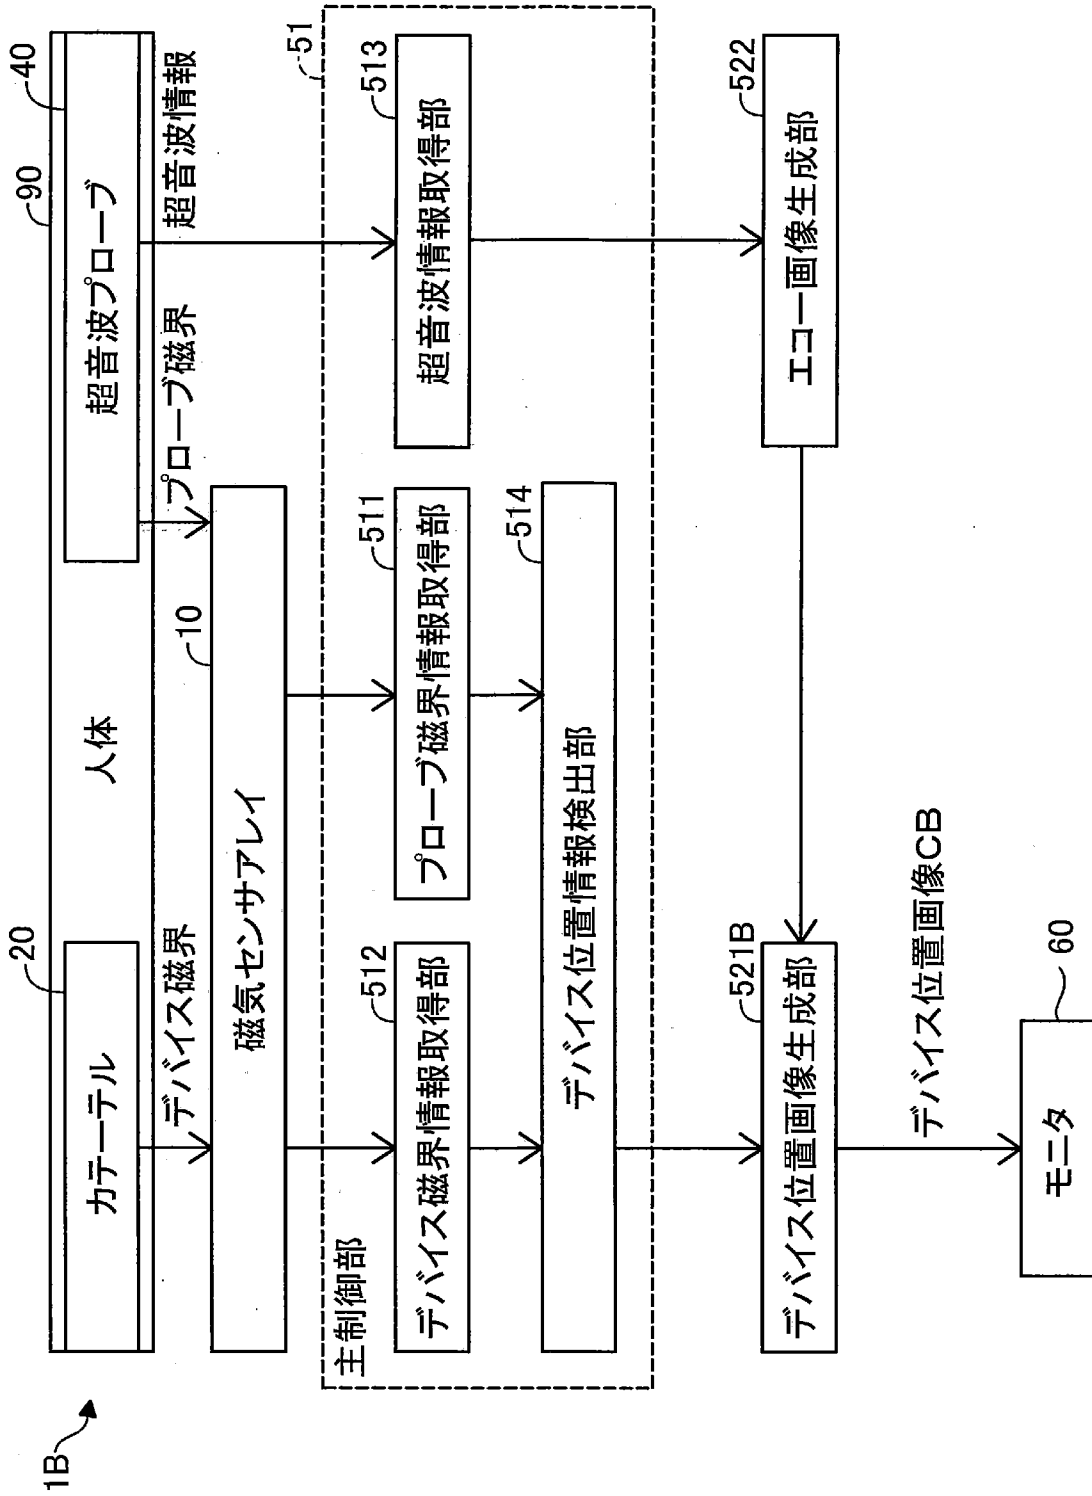 1B
90
人体
20
カテーテル
40
超音波プローブ
デバイス磁界
プローブ磁界
超音波情報
10
磁気センサアレイ
51
主制御部
512
デバイス磁界情報取得部
511
プローブ磁界情報取得部
513
超音波情報取得部
514
デバイス位置情報検出部
521B
デバイス位置画像生成部
522
エコー画像生成部
デバイス位置画像CB
60
モニタ